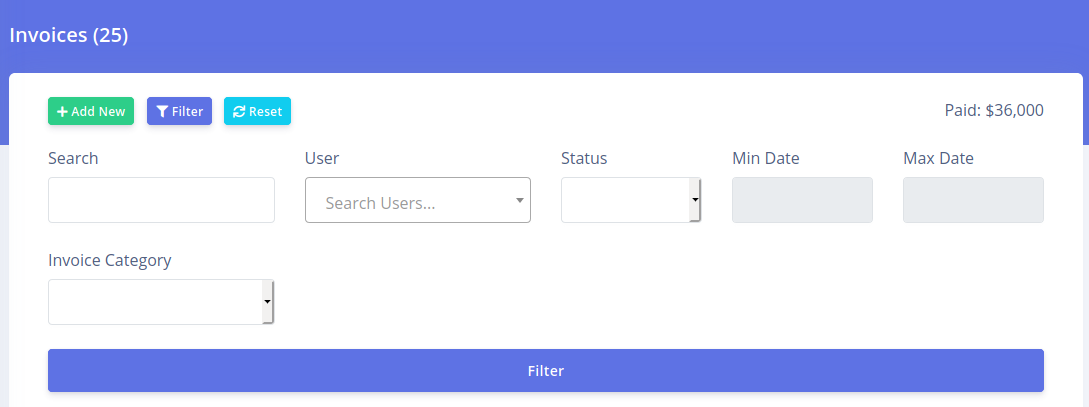 Invoices (25)
Add New Filter Reset Paid: $36,000
Search User Status Min Date Max Date
Search Users...
Invoice Category
Filter